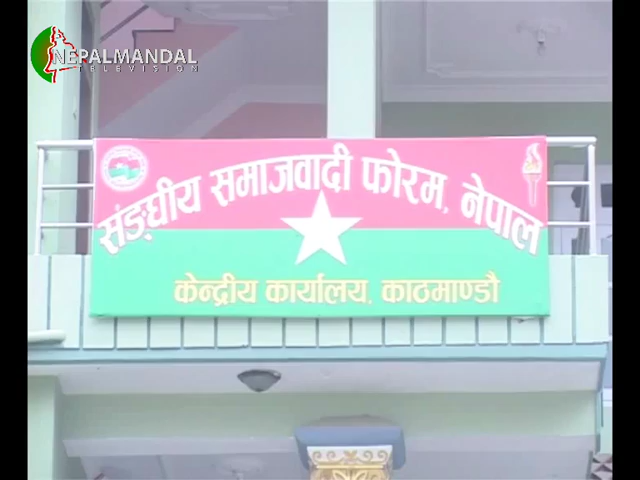 NEPALMANDAL
TELEVISION
संङ्घीय समाजवादी फोरम, नेपाल
केन्द्रीय कार्यालय, काठमाण्डौ